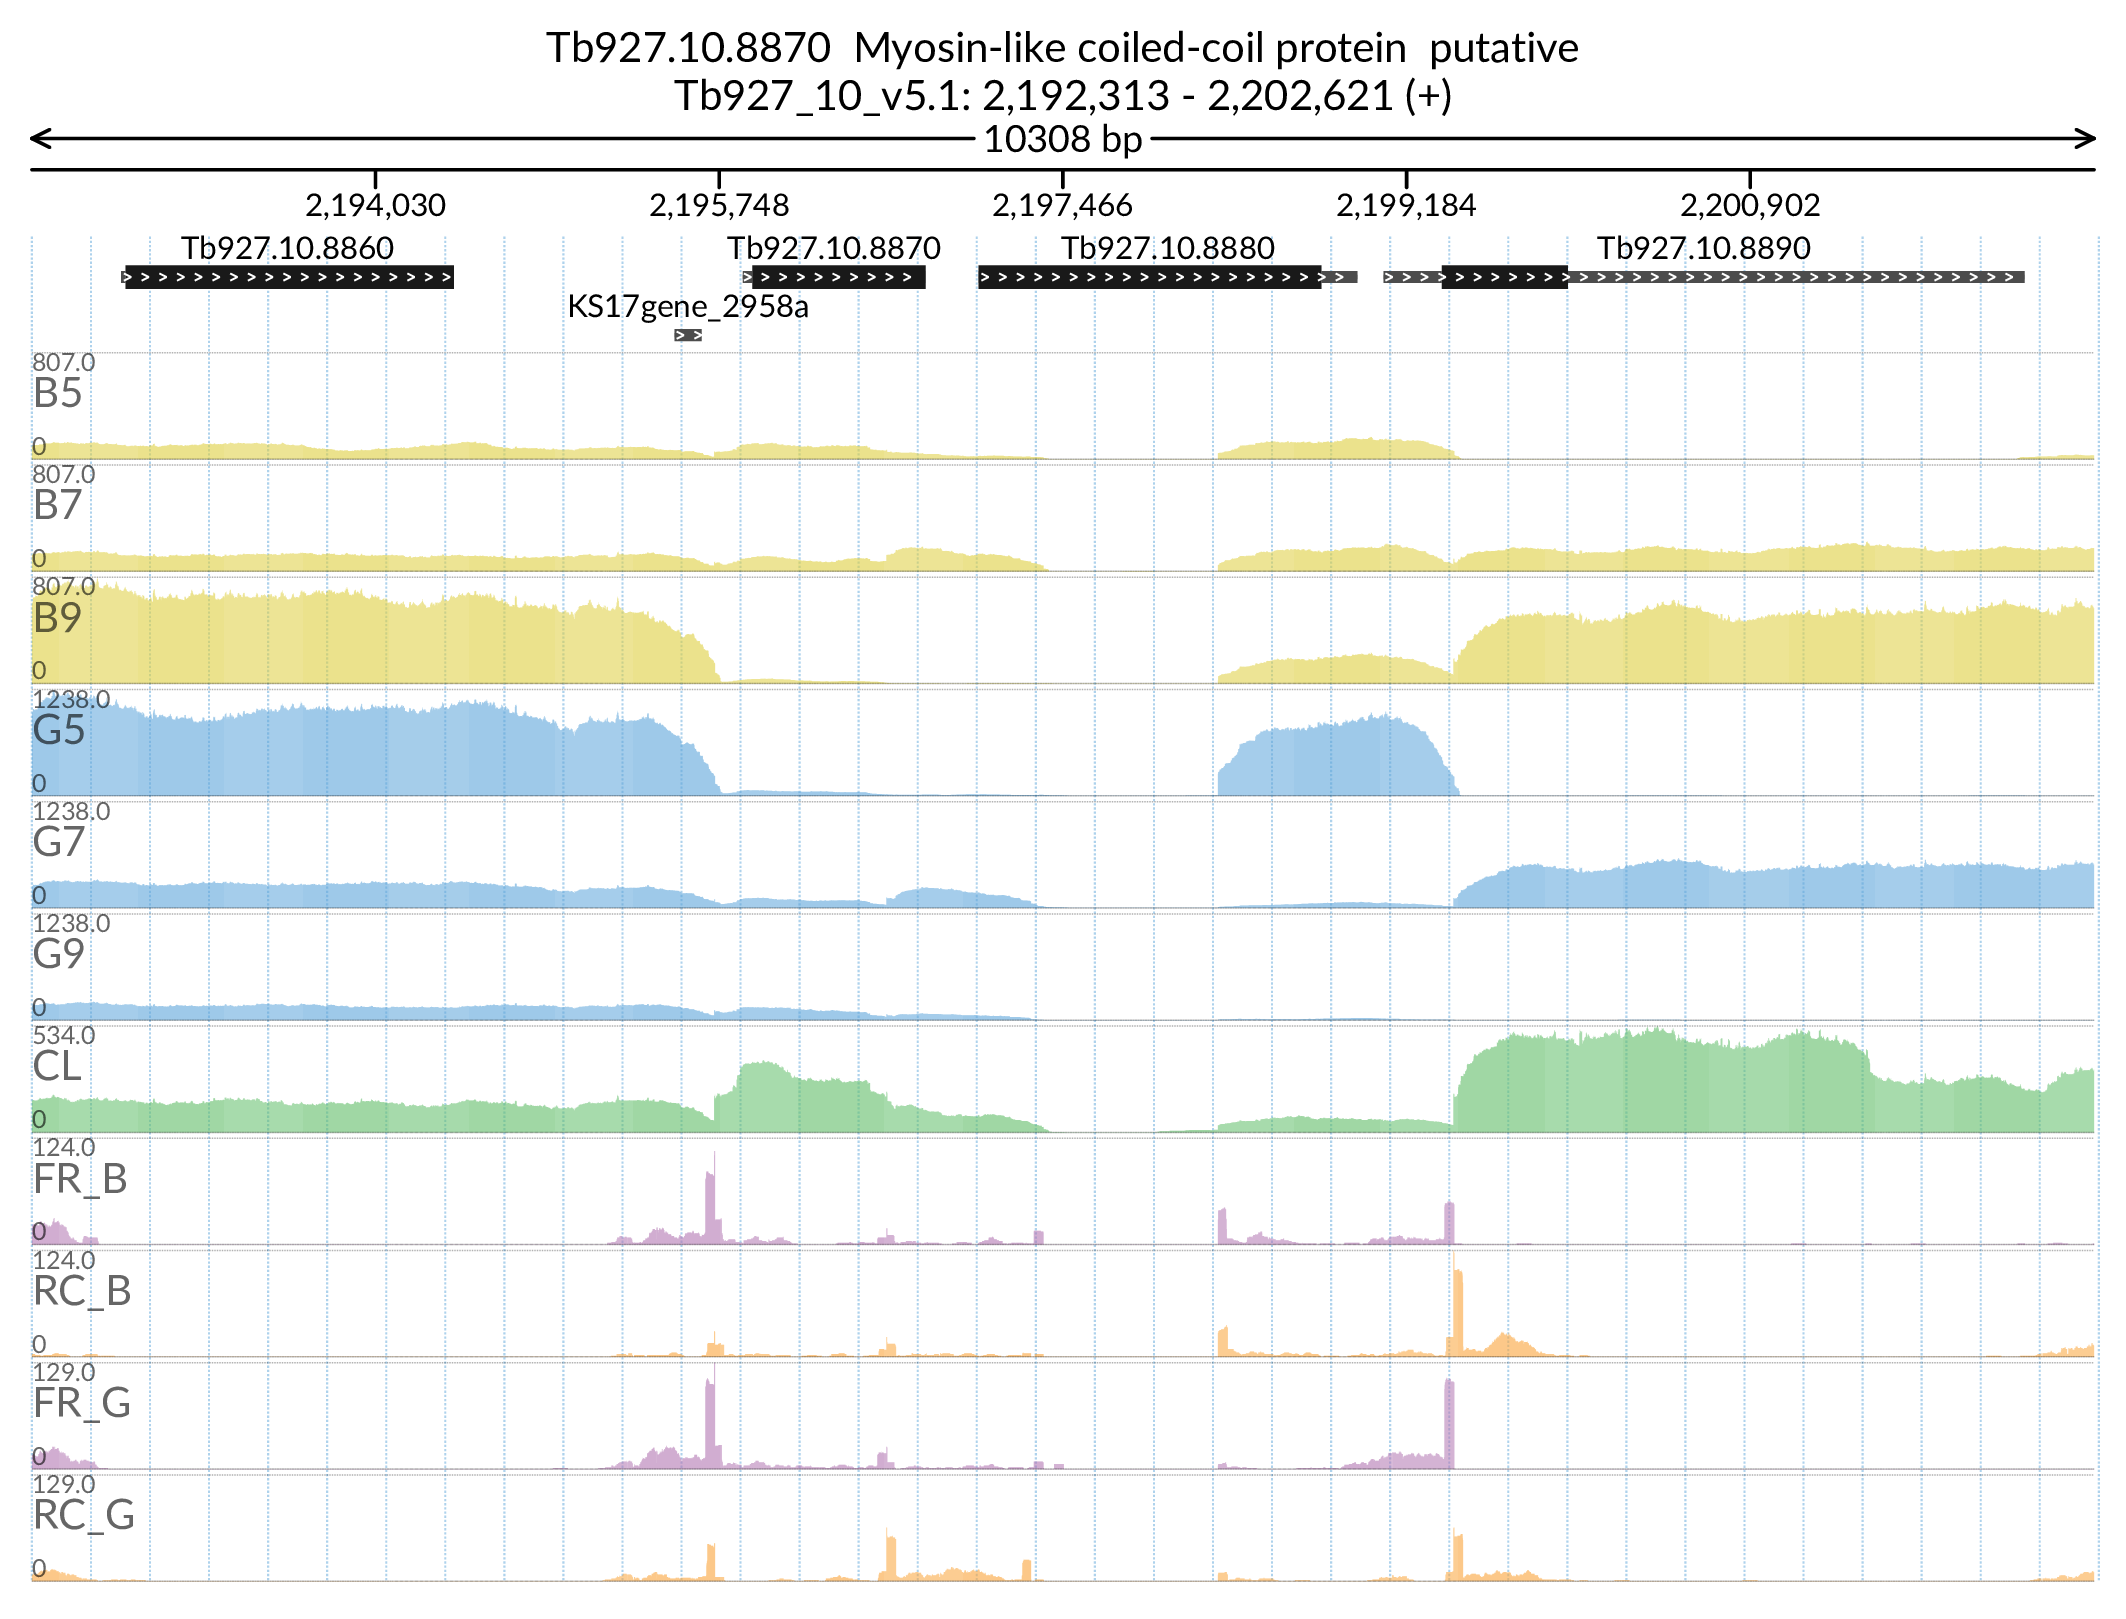 Tb927.10.8870  Myosin-like coiled-coil protein  putative
Tb927_10_v5.1: 2,192,313 - 2,202,621 (+)
10308 bp
2,194,030 2,195,748 2,197,466 2,199,184 2,200,902
Tb927.10.8860 Tb927.10.8870 Tb927.10.8880 Tb927.10.8890
KS17gene_2958a
807.0
B5
0
807.0
B7
0
807.0
B9
0
1238.0
G5
0
1238.0
G7
0
1238.0
G9
0
534.0
CL
0
124.0
FR_B
0
124.0
RC_B
0
129.0
FR_G
0
129.0
RC_G
0